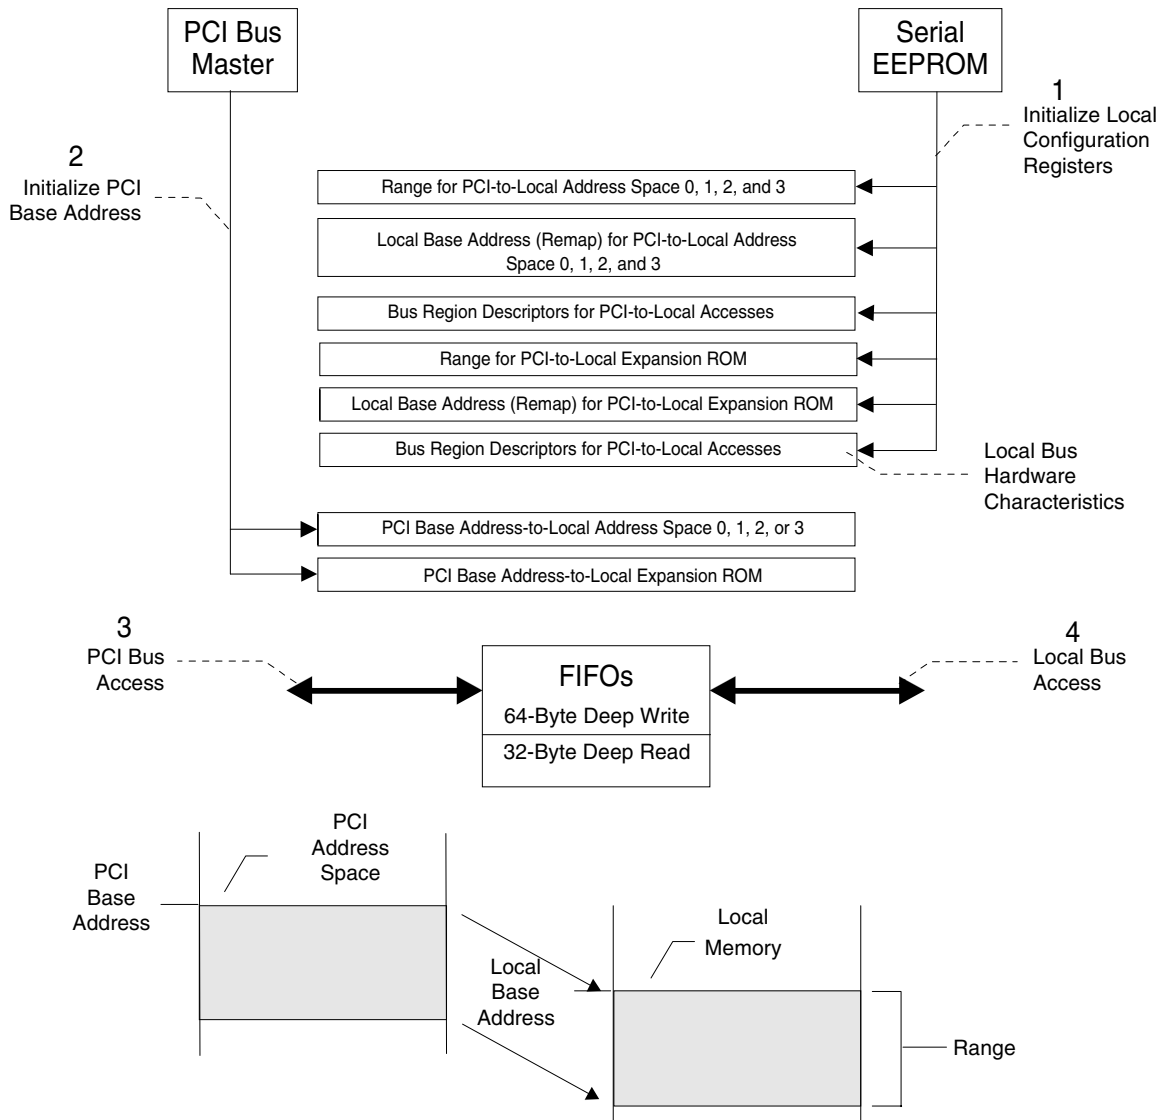 PCI Bus
Master
Serial
EEPROM
1
Initialize Local
Configuration
Registers
2
Initialize PCI
Base Address
Range for PCI-to-Local Address Space 0, 1, 2, and 3
Local Base Address (Remap) for PCI-to-Local Address
Space 0, 1, 2, and 3
Bus Region Descriptors for PCI-to-Local Accesses
Range for PCI-to-Local Expansion ROM
Local Base Address (Remap) for PCI-to-Local Expansion ROM
Bus Region Descriptors for PCI-to-Local Accesses
Local Bus
Hardware
Characteristics
PCI Base Address-to-Local Address Space 0, 1, 2, or 3
PCI Base Address-to-Local Expansion ROM
3
PCI Bus
Access
FIFOs
64-Byte Deep Write
32-Byte Deep Read
4
Local Bus
Access
PCI
Address
Space
PCI
Base
Address
Local
Memory
Local
Base
Address
Range